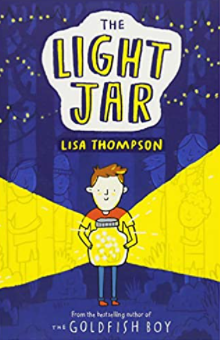 THE
LIGHT
JAR
LISA THOMPSON
From the bestselling author of
THE GOLDFISH BOY